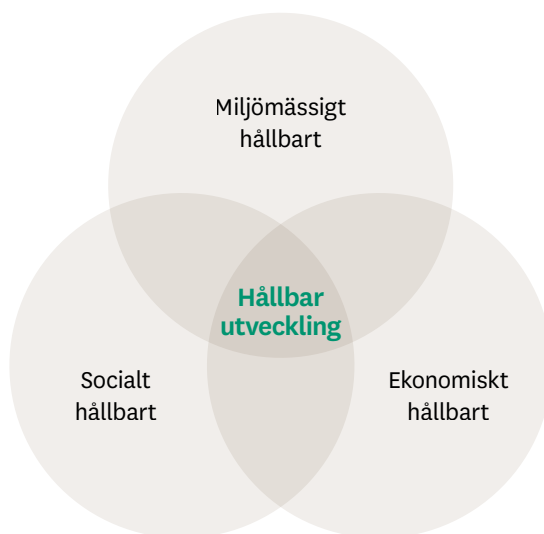 Miljömässigt
hållbart
Hållbar
utveckling
Socialt
hållbart
Ekonomiskt
hållbart